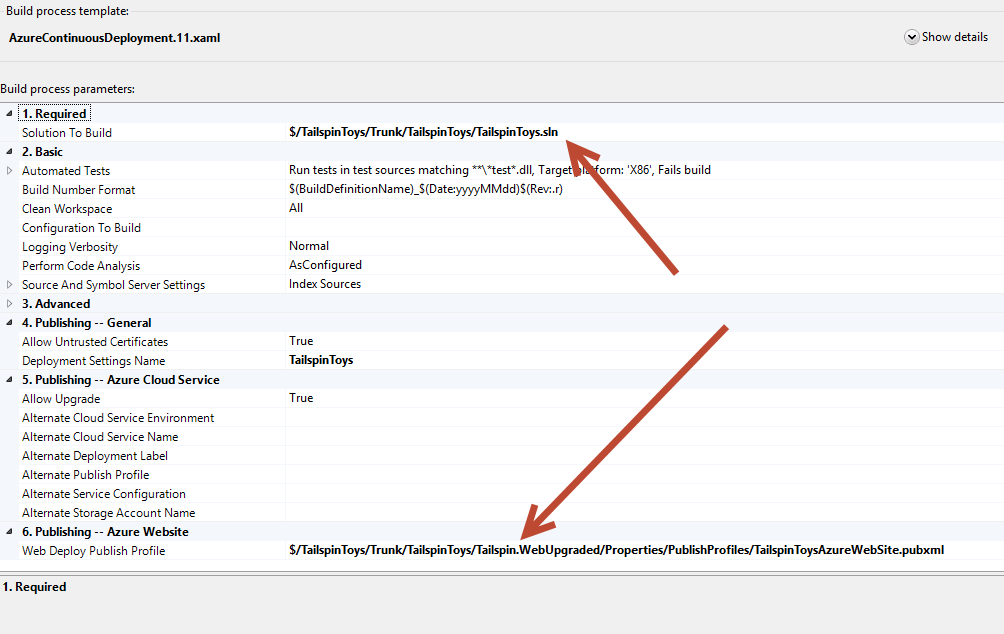 Build process template:
AzureContinuousDeployment.11.xaml
Show details
Build process parameters:
1. Required
Solution To Build $/TailspinToys/Trunk/TailspinToys/TailspinToys.sln
2. Basic
Automated Tests Run tests in test sources matching **\*test*.dll, Target platform: 'X86', Fails build
Build Number Format $(BuildDefinitionName)_$(Date:yyyyMMdd)$(Rev:.r)
Clean Workspace All
Configuration To Build
Logging Verbosity Normal
Perform Code Analysis AsConfigured
Source And Symbol Server Settings Index Sources
3. Advanced
4. Publishing -- General
Allow Untrusted Certificates True
Deployment Settings Name TailspinToys
5. Publishing -- Azure Cloud Service
Allow Upgrade True
Alternate Cloud Service Environment
Alternate Cloud Service Name
Alternate Deployment Label
Alternate Publish Profile
Alternate Service Configuration
Alternate Storage Account Name
6. Publishing -- Azure Website
Web Deploy Publish Profile $/TailspinToys/Trunk/TailspinToys/Tailspin.WebUpgraded/Properties/PublishProfiles/TailspinToysAzureWebSite.pubxml
1. Required